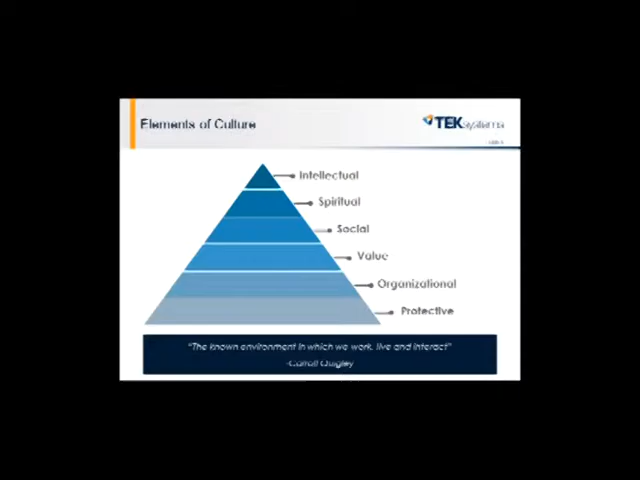 Elements of Culture
TEKsystems
Intellectual
Spiritual
Social
Value
Organizational
Protective
"The known environment in which we work, live and interact"
-Carroll Quigley